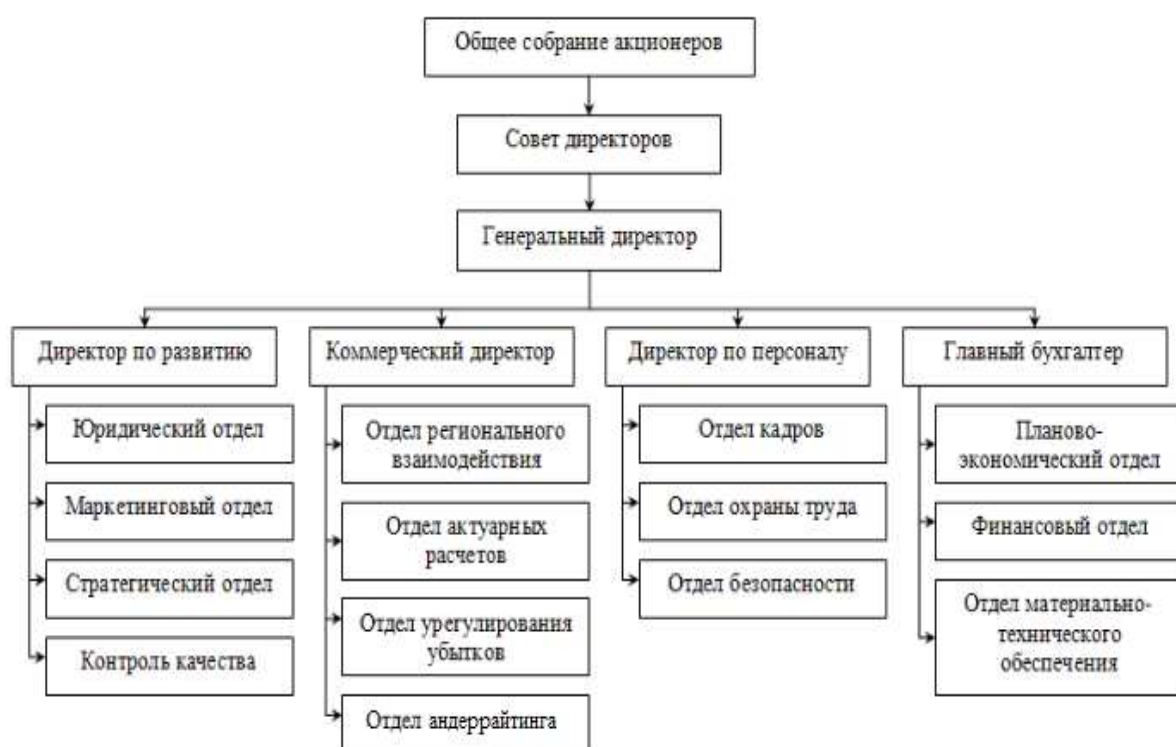 Общее собрание акционеров
Совет директоров
Генеральный директор
Директор по развитию
Юридический отдел
Маркетинговый отдел
Стратегический отдел
Контроль качества
Коммерческий директор
Отдел регионального
взаимодействия
Отдел актуарных
расчетов
Отдел урегулирования
убытков
Отдел андеррайтинга
Директор по персоналу
Отдел кадров
Отдел охраны труда
Отдел безопасности
Главный бухгалтер
Планово-
экономический отдел
Финансовый отдел
Отдел материально-
технического
обеспечения